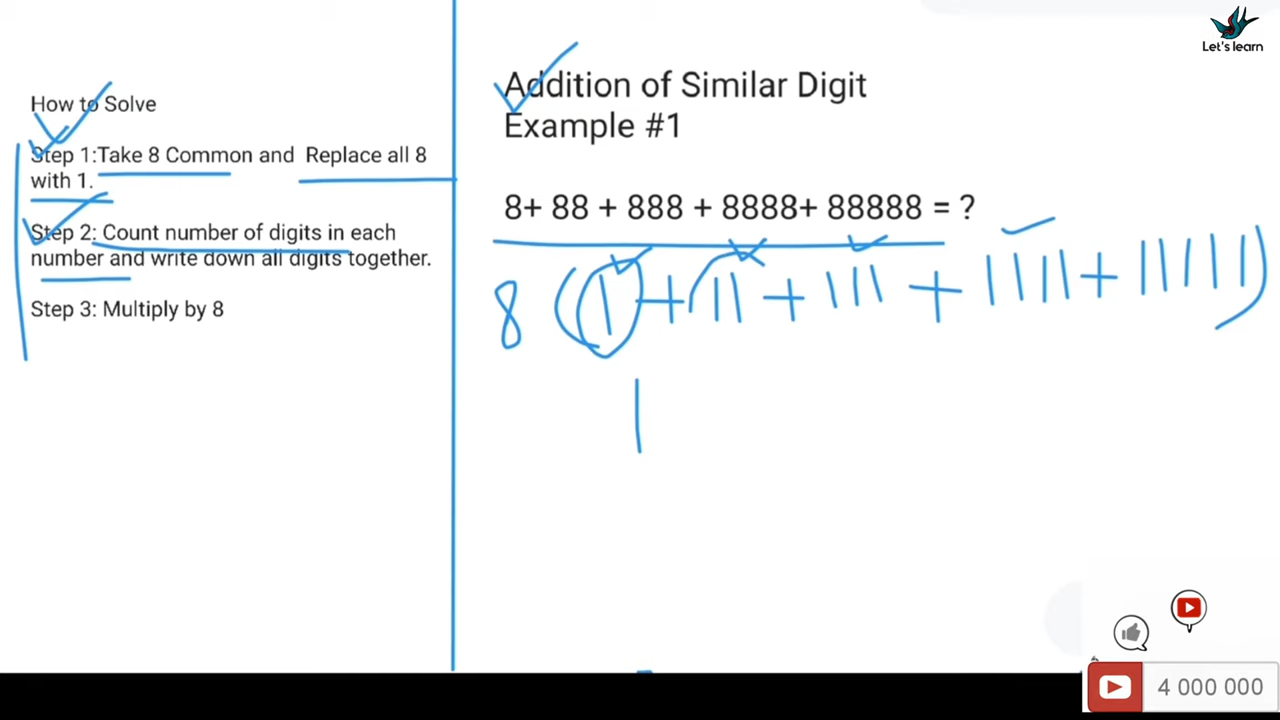 Let's learn
How to Solve
Step 1:Take 8 Common and Replace all 8
with 1.
Step 2: Count number of digits in each
number and write down all digits together.
Step 3: Multiply by 8
Addition of Similar Digit
Example #1
8+ 88 + 888 + 8888+ 88888 = ?
8 (1 + 11 + 111 + 1111 + 11111)
1
4 000 000